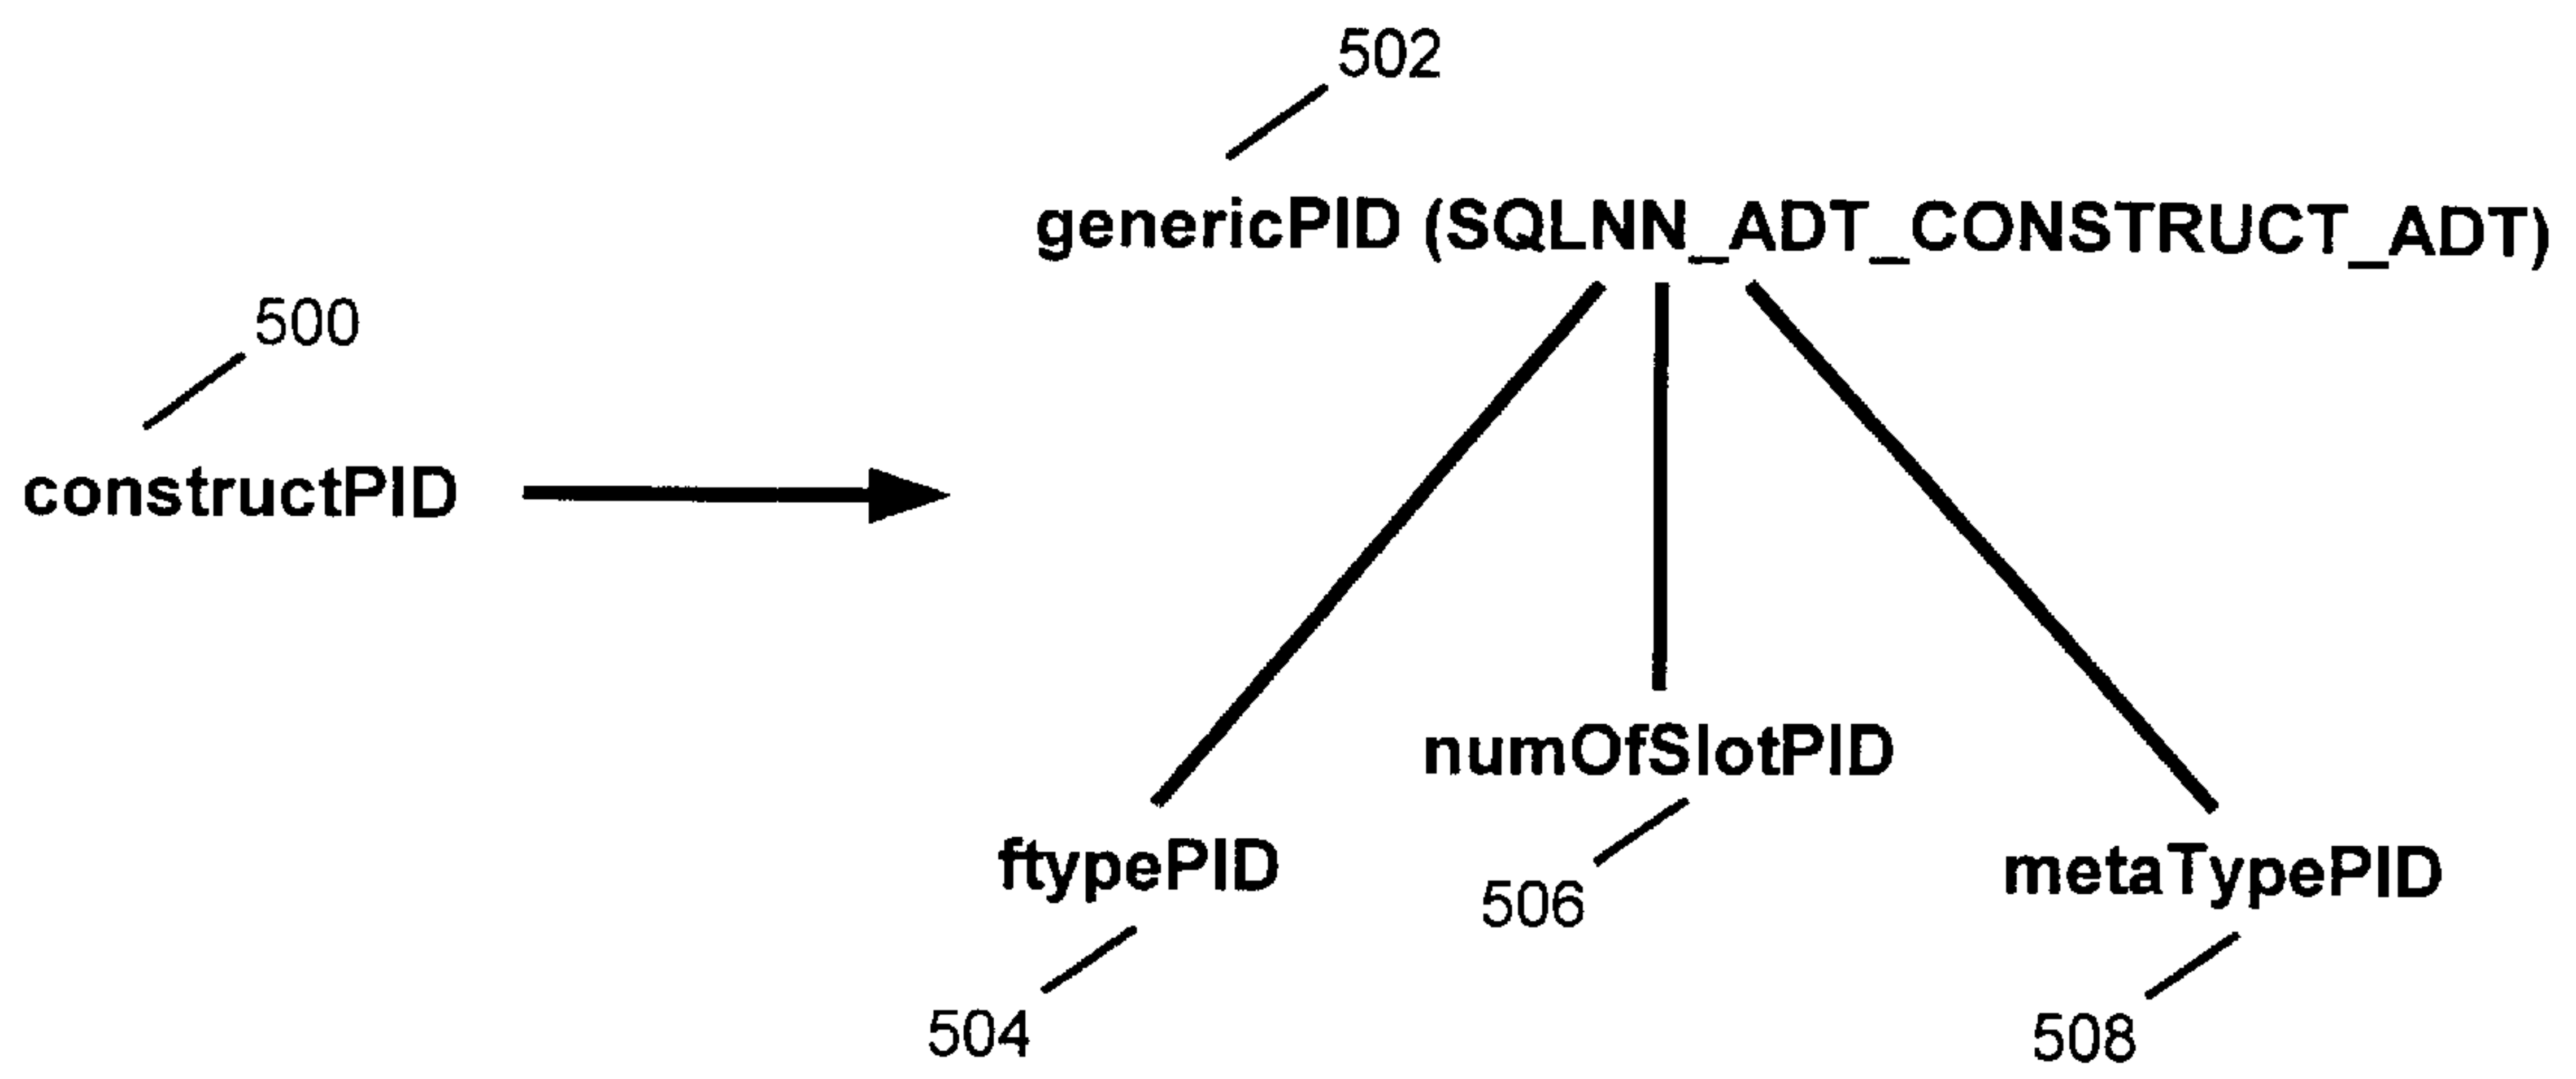 502
genericPID (SQLNN_ADT_CONSTRUCT_ADT)
500
constructPID
numOfSlotPID
ftypePID
metaTypePID
506
504
508